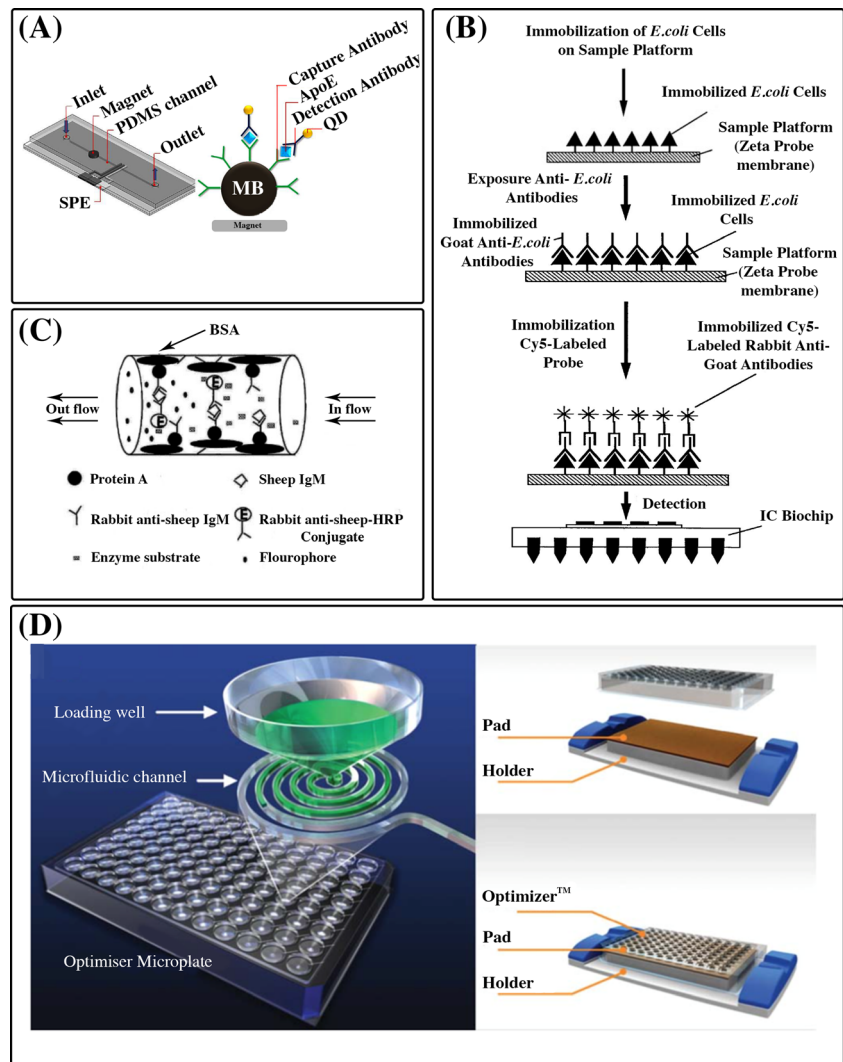 (A)
Inlet
Magnet
PDMS channel
Outlet
SPE
Capture Antibody
ApoE
Detection Antibody
QD
MB
Magnet
(B)
Immobilization of E.coli Cells
on Sample Platform
Immobilized E.coli Cells
Sample Platform
(Zeta Probe
membrane)
Exposure Anti- E.coli
Antibodies
Immobilized
Goat Anti-E.coli
Antibodies
Immobilized E.coli
Cells
Sample Platform
(Zeta Probe
membrane)
Immobilization
Cy5-Labeled
Probe
Immobilized Cy5-
Labeled Rabbit Anti-
Goat Antibodies
Detection
IC Biochip
(C)
BSA
Out flow
In flow
E
E
Protein A
Sheep IgM
Rabbit anti-sheep IgM
E
Rabbit anti-sheep-HRP
Conjugate
Enzyme substrate
Flourophore
(D)
Loading well
Microfluidic channel
Optimiser Microplate
Pad
Holder
Optimizer™
Pad
Holder